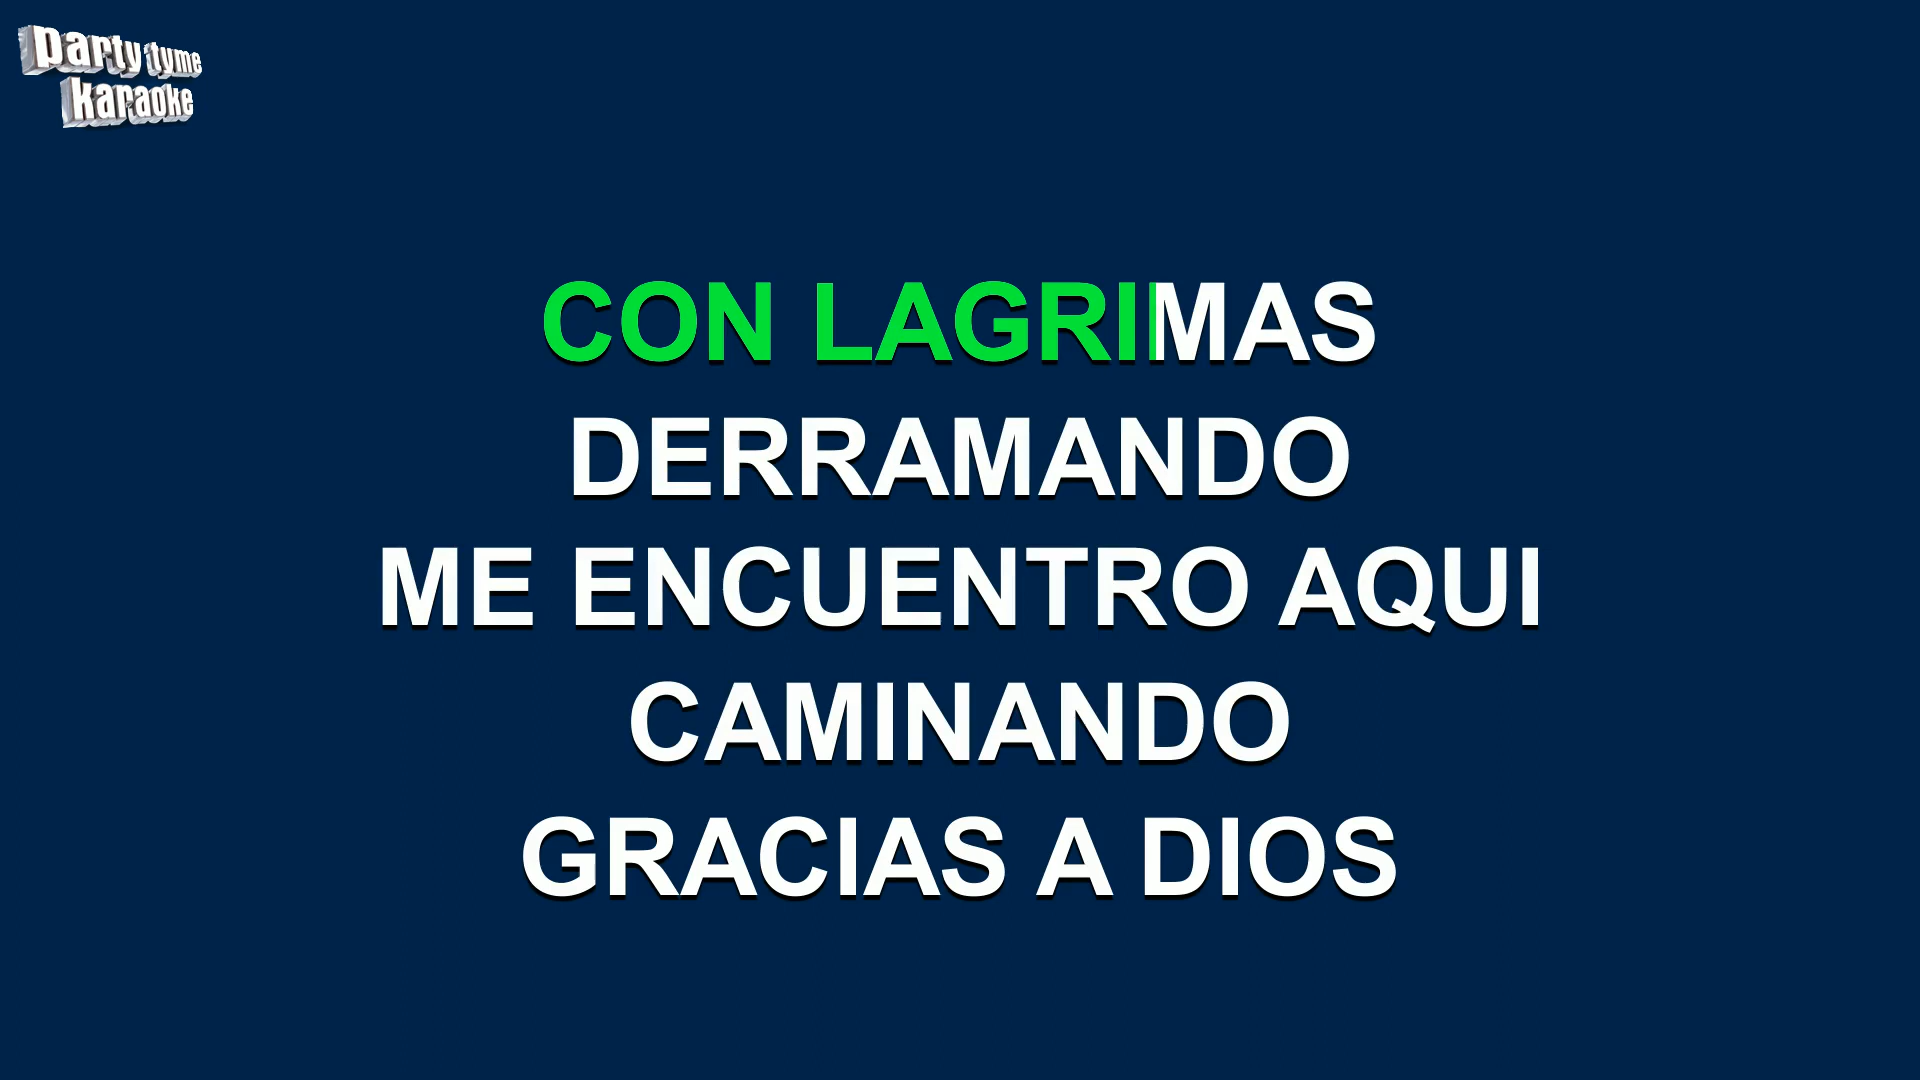 party tyme
karaoke
CON LAGRIMAS
DERRAMANDO
ME ENCUENTRO AQUI
CAMINANDO
GRACIAS A DIOS